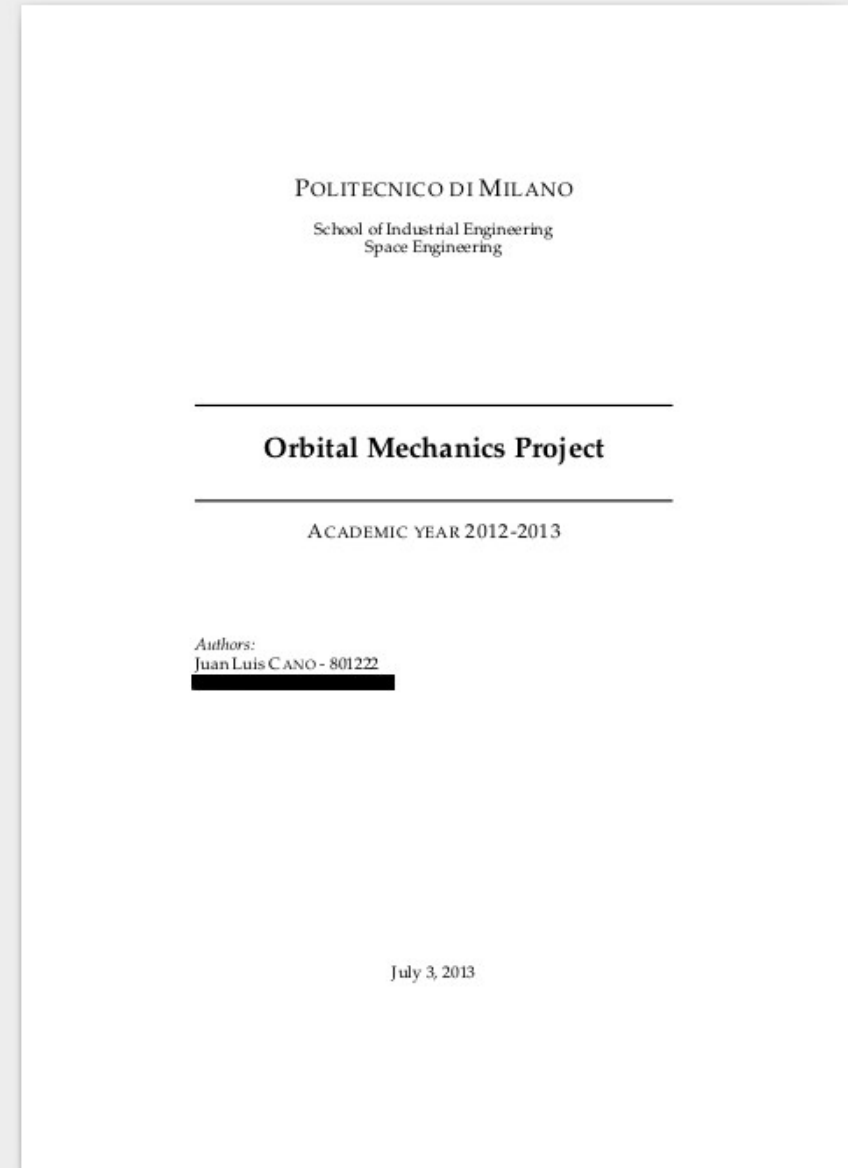 POLITECNICO DI MILANO
School of Industrial Engineering
Space Engineering
Orbital Mechanics Project
ACADEMIC YEAR 2012-2013
Authors:
Juan Luis CANO - 801222
July 3, 2013